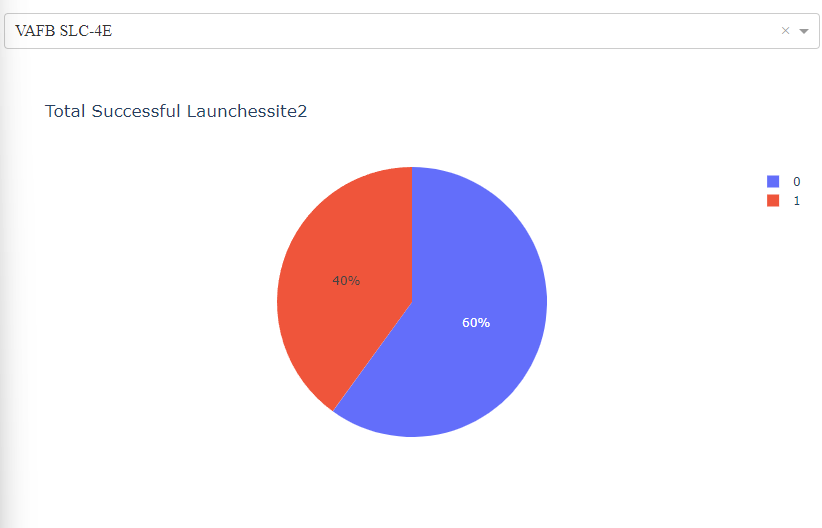 VAFB SLC-4E ×
Total Successful Launchessite2
0
1
40%
60%